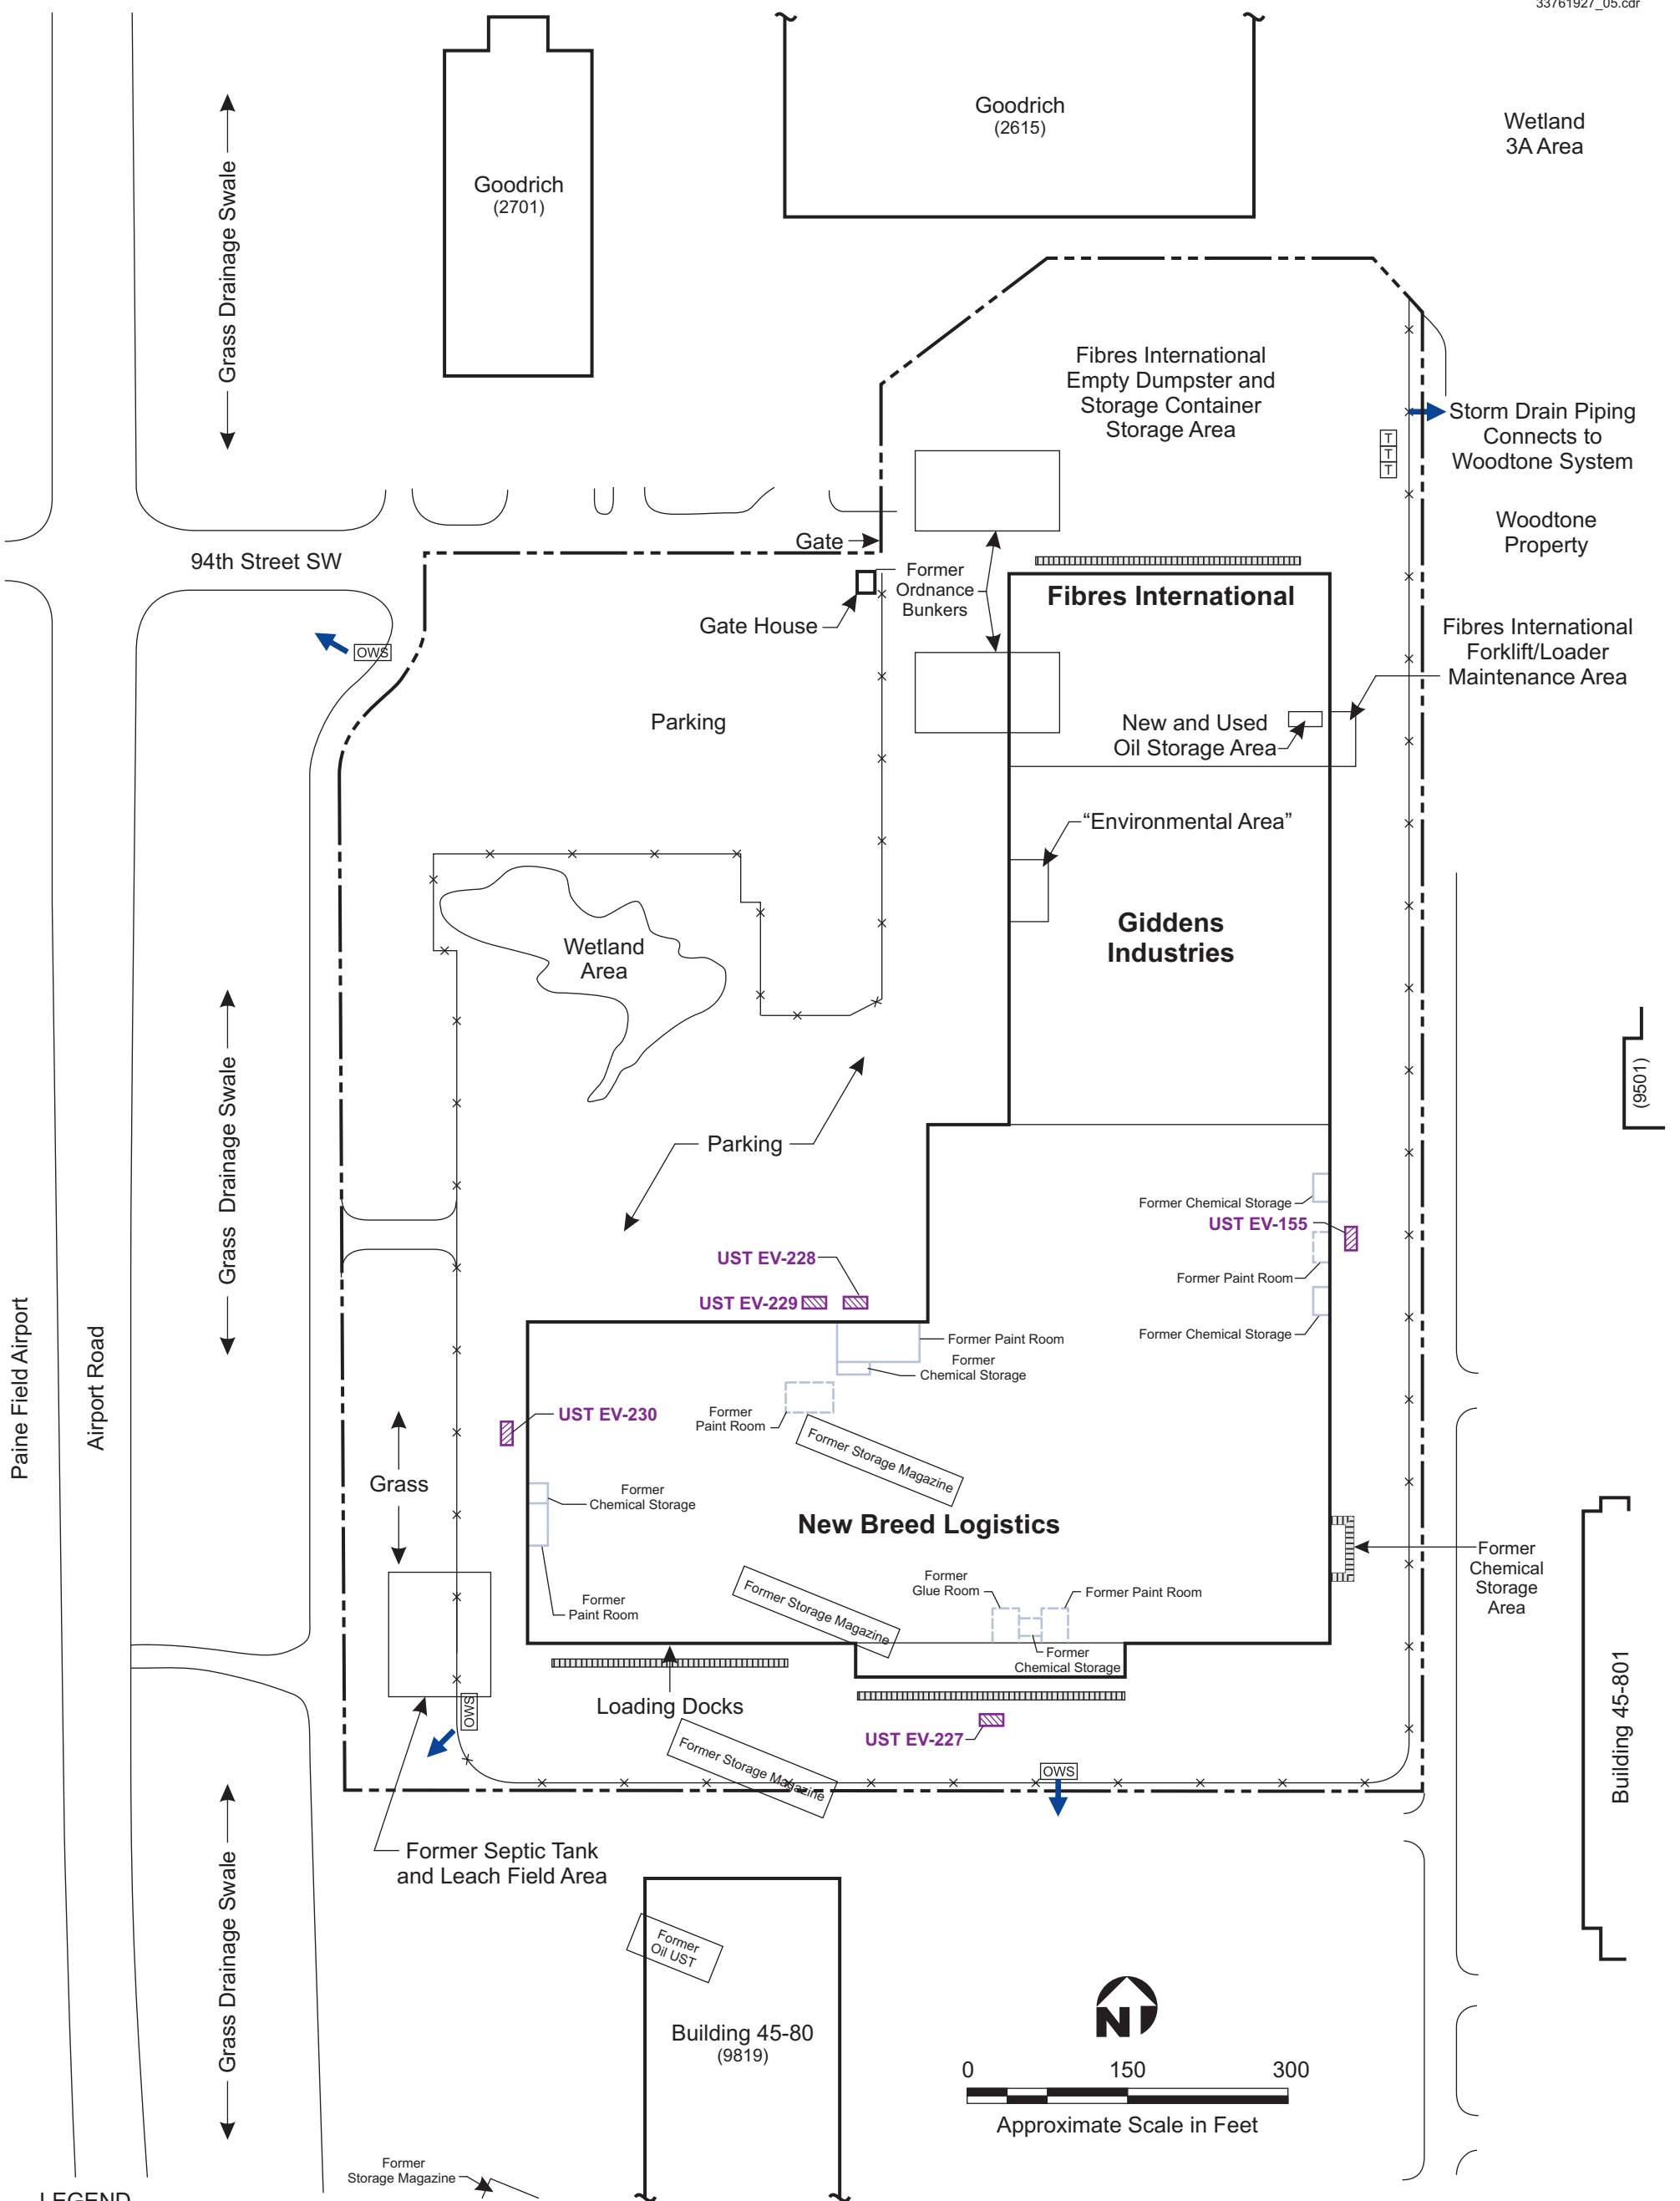 33761927_05.cdr
Goodrich
(2615)
Wetland
3A Area
Goodrich
(2701)
Grass Drainage Swale
Fibres International
Empty Dumpster and
Storage Container
Storage Area
Storm Drain Piping
Connects to
Woodtone System
T
T
T
Woodtone
Property
Gate
94th Street SW
Former
Ordnance
Bunkers
Fibres International
Gate House
OWS
Fibres International
Forklift/Loader
Maintenance Area
Parking
New and Used
Oil Storage Area
“Environmental Area”
Giddens
Industries
Wetland
Area
Grass Drainage Swale
(9501)
Parking
Former Chemical Storage
UST EV-155
Former Paint Room
Former Chemical Storage
UST EV-228
UST EV-229
Paine Field Airport
Airport Road
Former Paint Room
Former
Chemical Storage
Former
Paint Room
UST EV-230
Former Storage Magazine
Grass
Former
Chemical Storage
New Breed Logistics
Former
Chemical
Storage
Area
Former
Paint Room
Former Storage Magazine
Former
Glue Room
Former Paint Room
Former
Chemical Storage
Building 45-801
OWS
Loading Docks
UST EV-227
Former Storage Magazine
OWS
Former Septic Tank
and Leach Field Area
Grass Drainage Swale
Former
Oil UST
Building 45-80
(9819)
N
0 150 300
Approximate Scale in Feet
Former
Storage Magazine
LEGEND